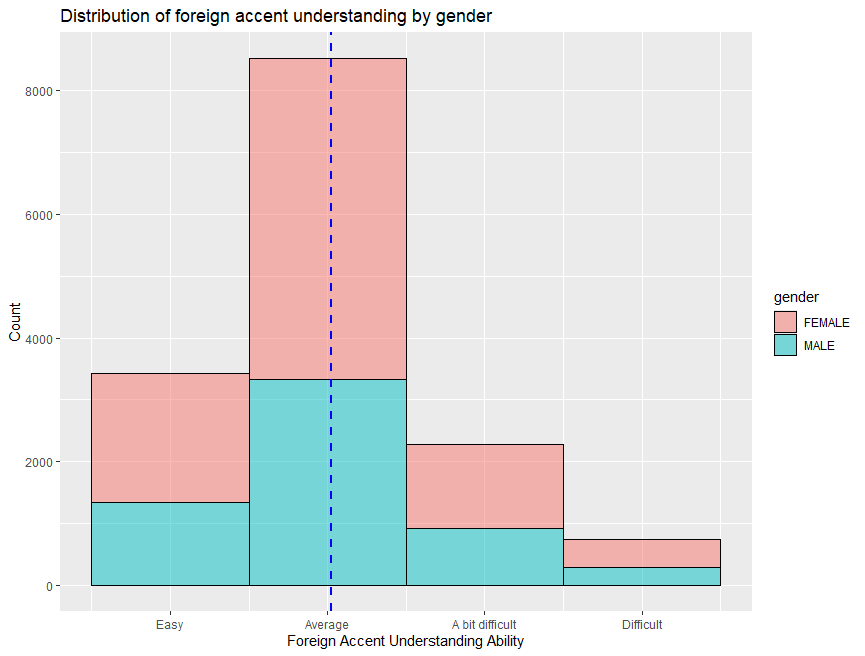 Distribution of foreign accent understanding by gender
8000
6000
4000
2000
0
Count
Easy Average A bit difficult Difficult
Foreign Accent Understanding Ability
gender
FEMALE
MALE